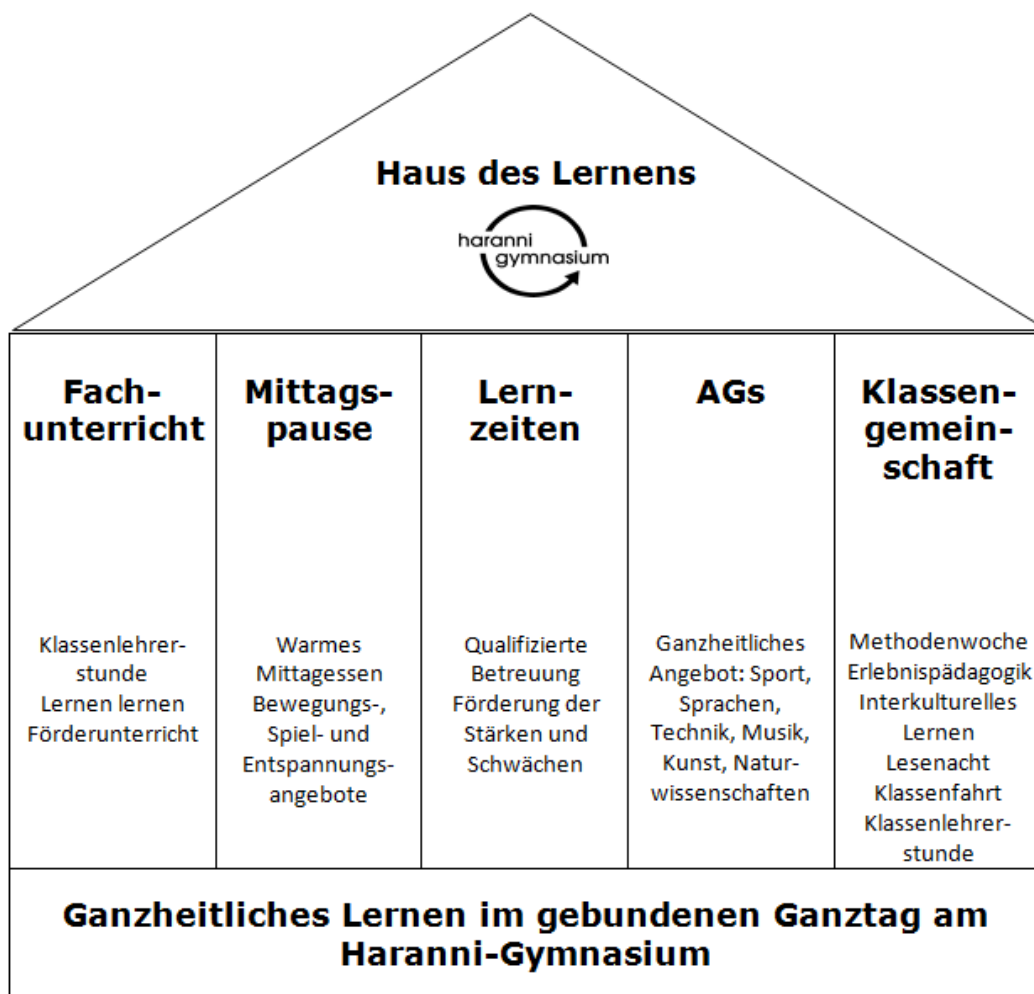 Haus des Lernens
haranni
gymnasium
Fach-
unterricht
Klassenlehrer-
stunde
Lernen lernen
Förderunterricht
Mittags-
pause
Warmes
Mittagessen
Bewegungs-,
Spiel- und
Entspannungs-
angebote
Lern-
zeiten
Qualifizierte
Betreuung
Förderung der
Stärken und
Schwächen
AGs
Ganzheitliches
Angebot: Sport,
Sprachen,
Technik, Musik,
Kunst, Natur-
wissenschaften
Klassen-
gemein-
schaft
Methodenwoche
Erlebnispädagogik
Interkulturelles
Lernen
Lesenacht
Klassenfahrt
Klassenlehrer-
stunde
Ganzheitliches Lernen im gebundenen Ganztag am
Haranni-Gymnasium